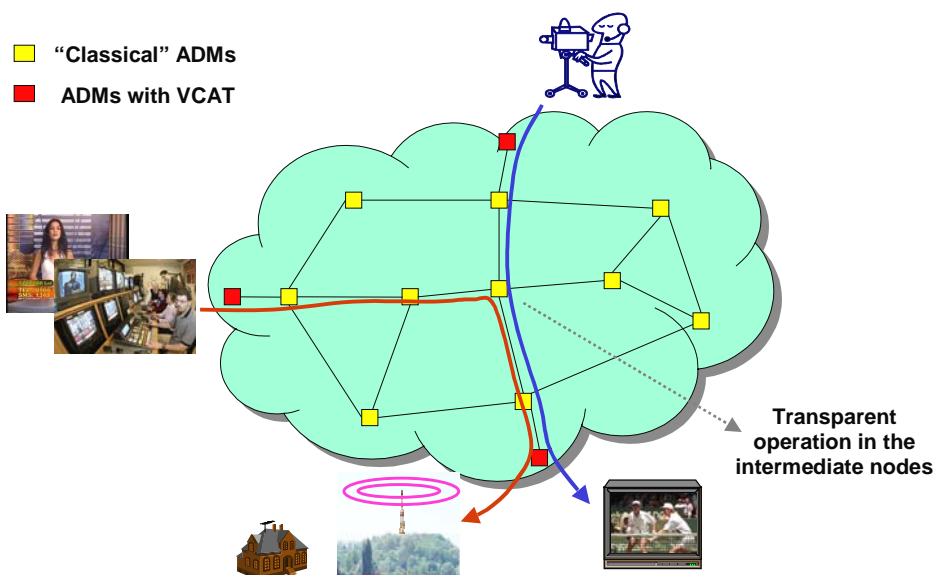 “Classical” ADMs
ADMs with VCAT
Transparent
operation in the
intermediate nodes